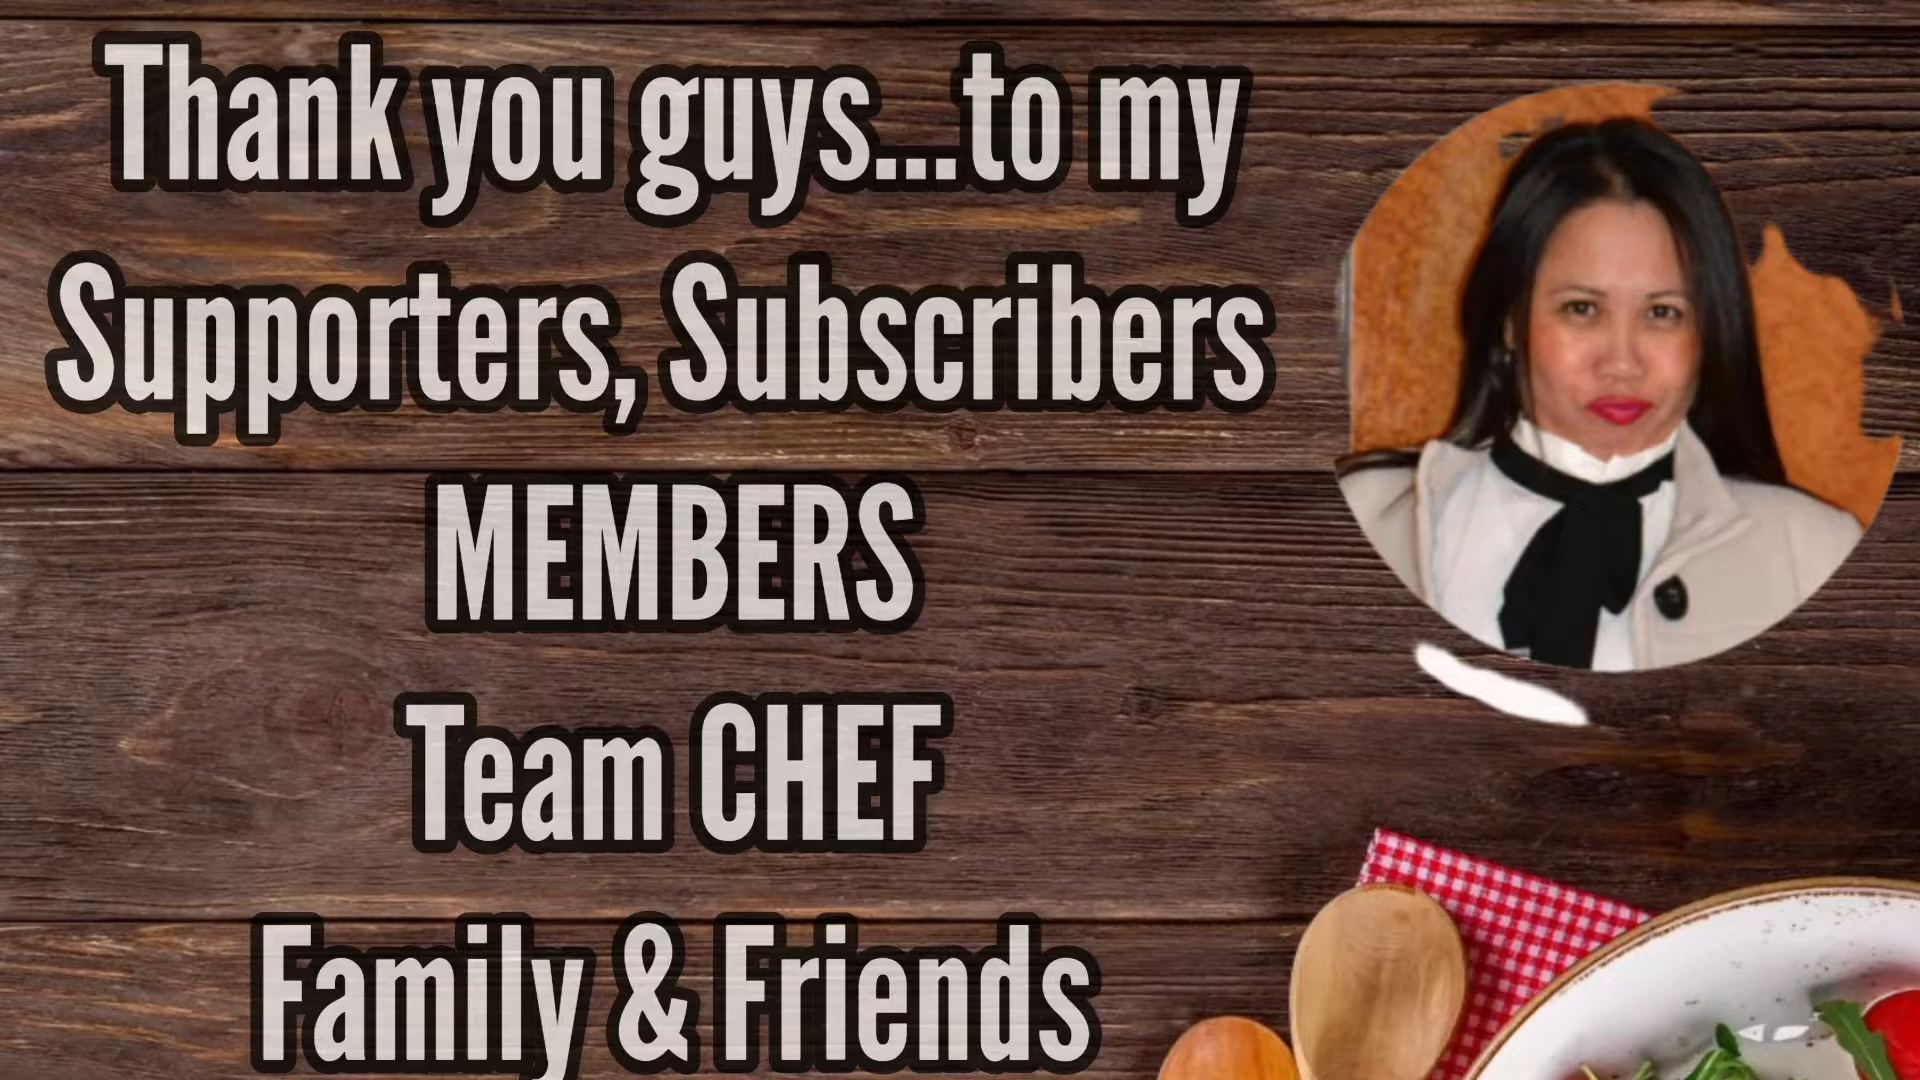 Thank you guys...to my
Supporters, Subscribers
MEMBERS
Team CHEF
Family & Friends